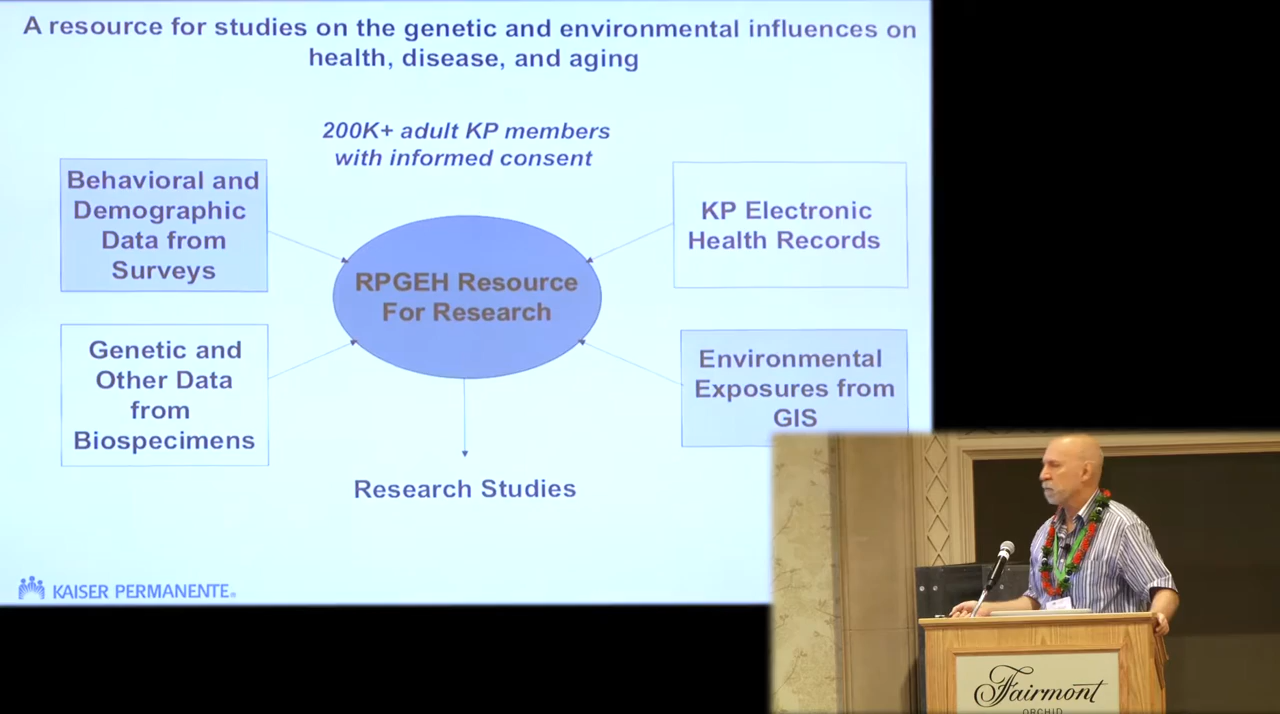 A resource for studies on the genetic and environmental influences on
health, disease, and aging
200K+ adult KP members
with informed consent
Behavioral and
Demographic
Data from
Surveys
KP Electronic
Health Records
RPGEH Resource
For Research
Genetic and
Other Data
from
Biospecimens
Environmental
Exposures from
GIS
Research Studies
KAISER PERMANENTE®
Fairmont
ORCHID